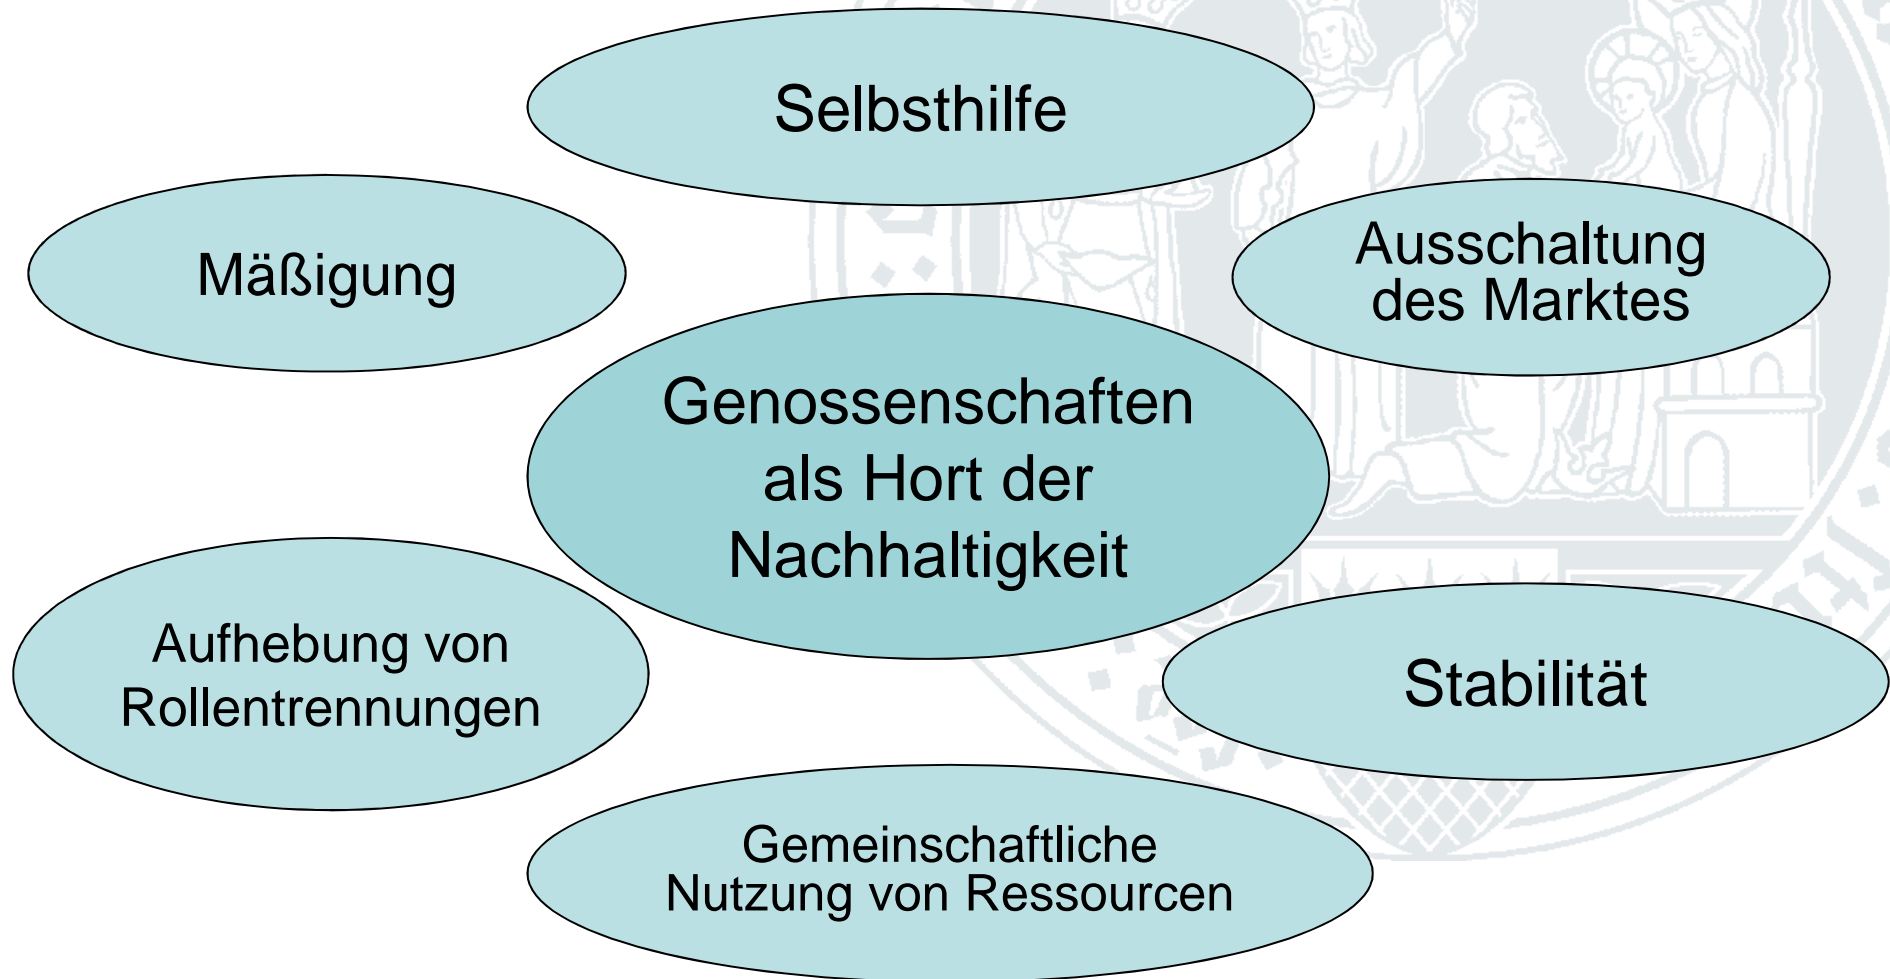 Selbsthilfe
Mäßigung
Ausschaltung
des Marktes
Genossenschaften
als Hort der
Nachhaltigkeit
Aufhebung von
Rollentrennungen
Stabilität
Gemeinschaftliche
Nutzung von Ressourcen